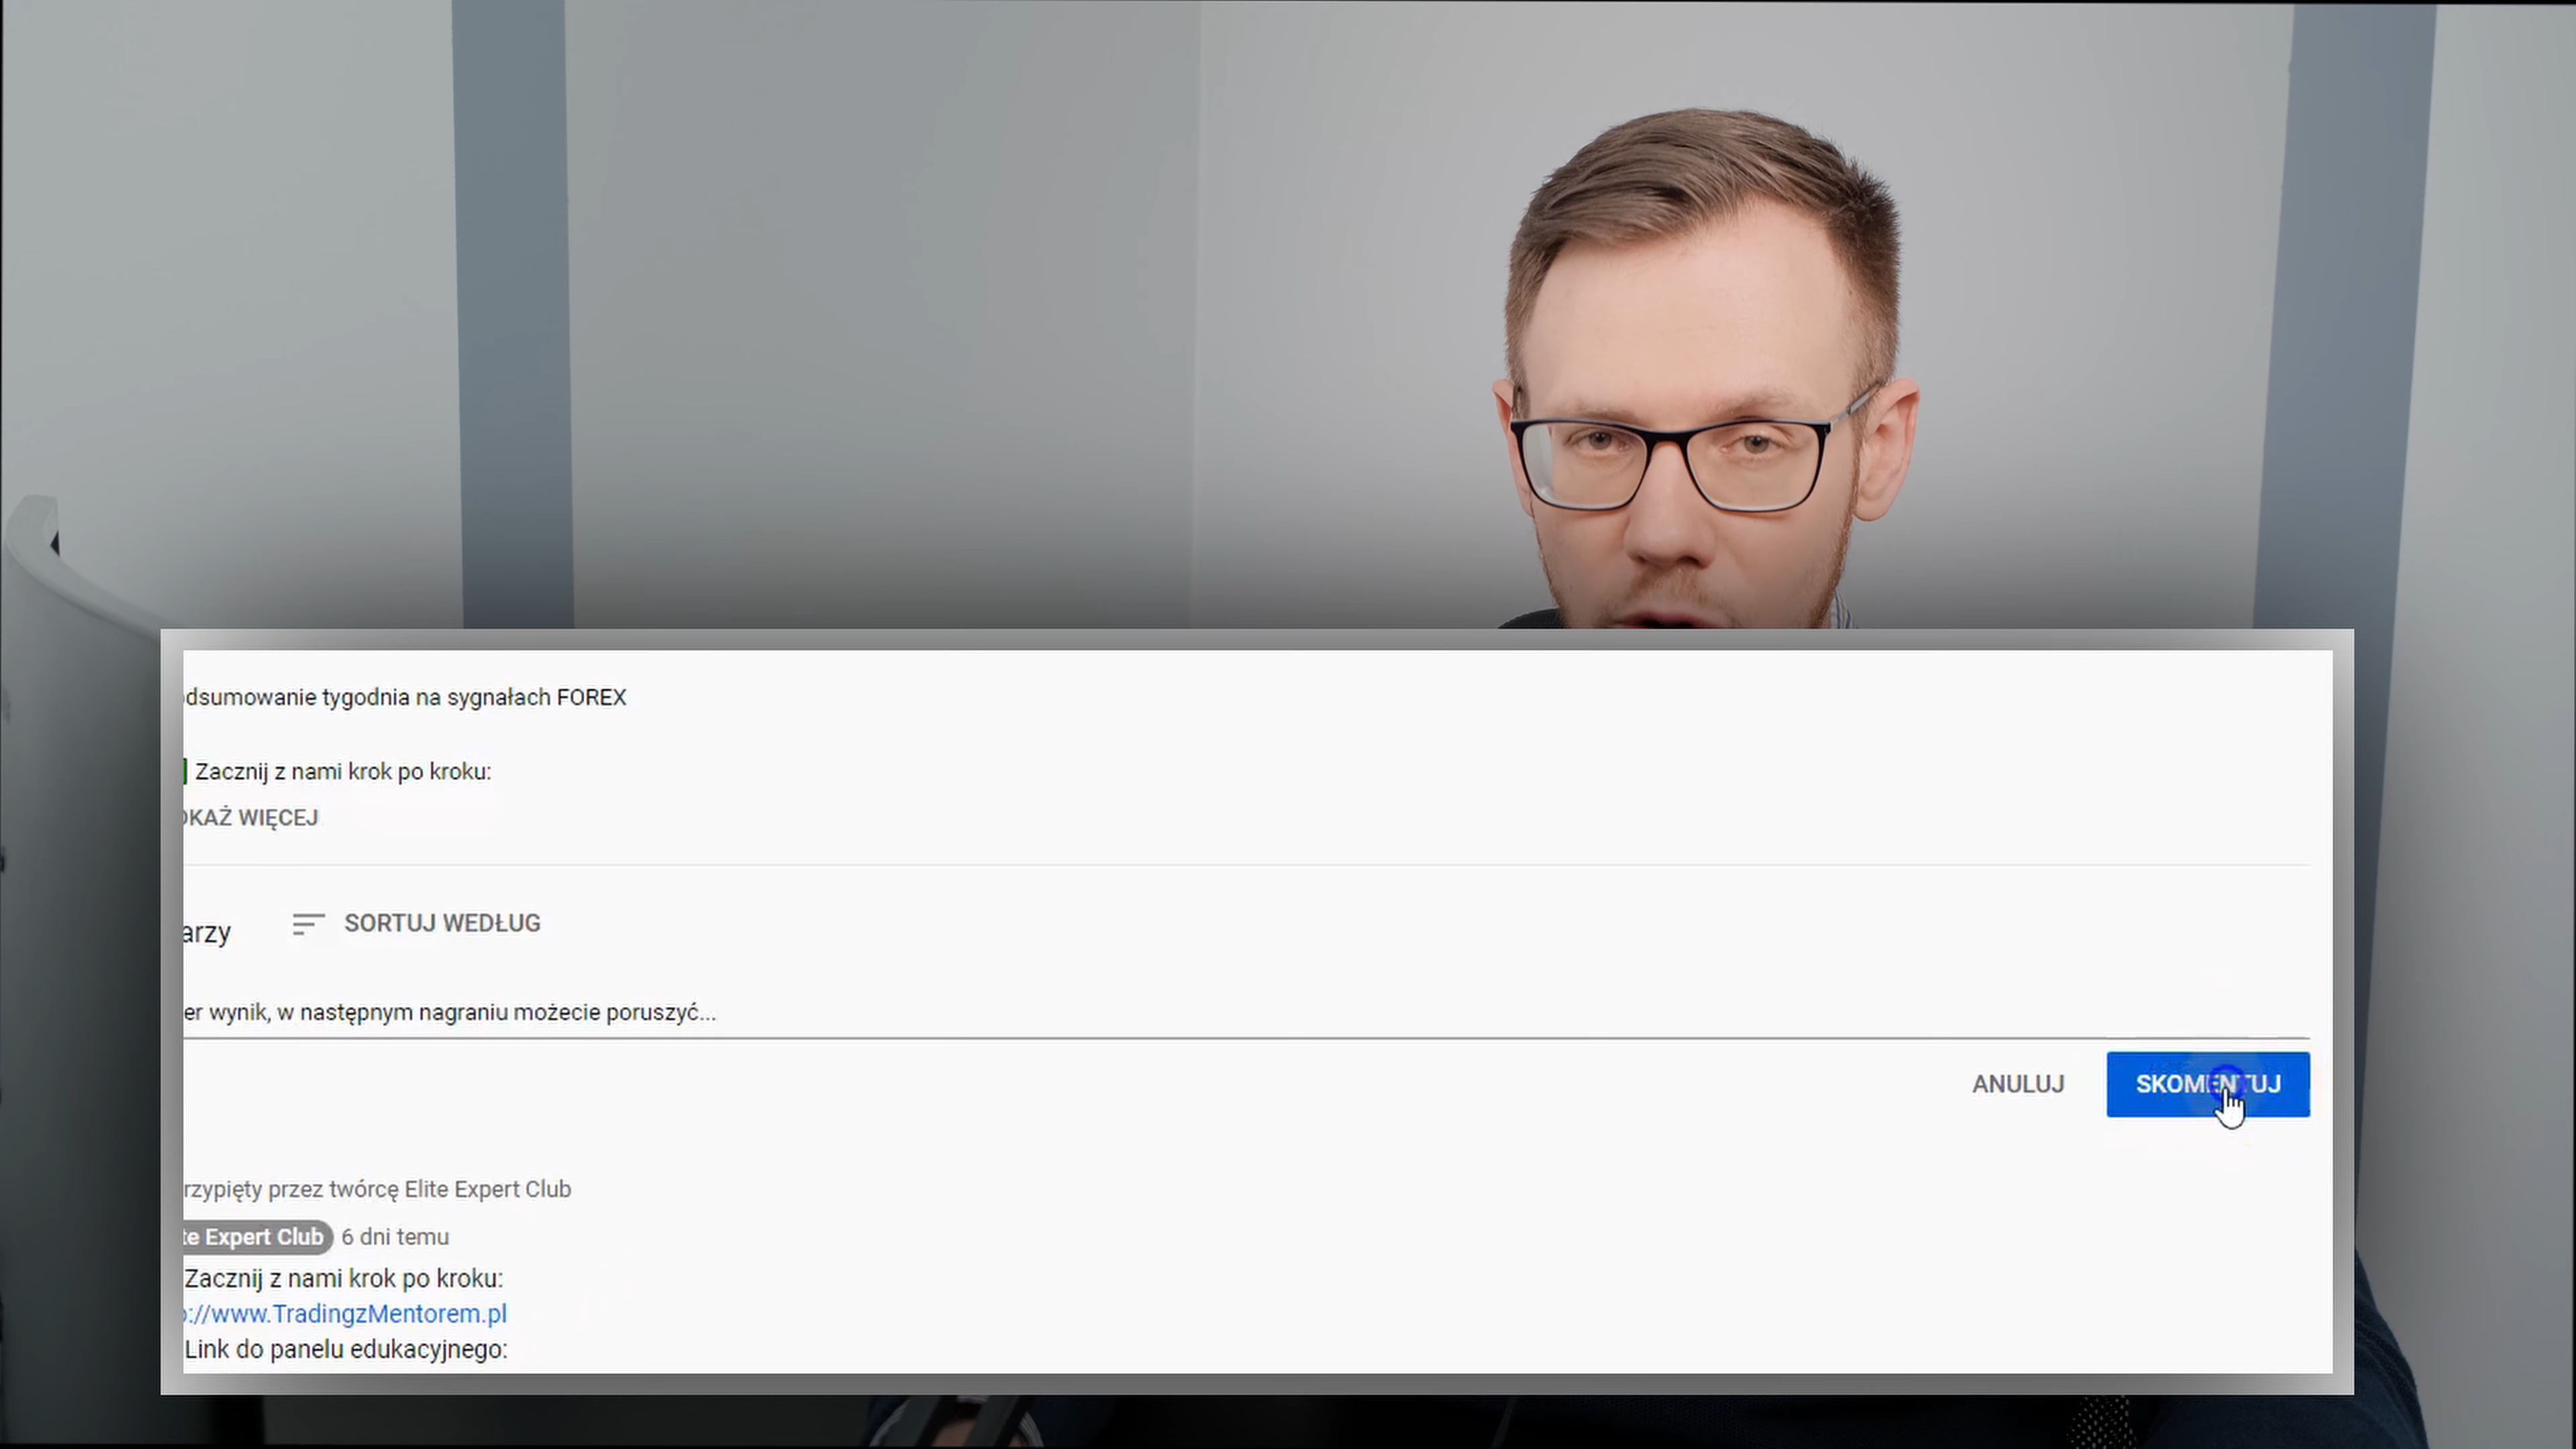 odsumowanie tygodnia na sygnałach FOREX
Zacznij z nami krok po kroku:
OKAŻ WIĘCEJ
arzy
SORTUJ WEDŁUG
er wynik, w następnym nagraniu możecie poruszyć...
ANULUJ
SKOMENTUJ
rzypięty przez twórcę Elite Expert Club
te Expert Club 6 dni temu
Zacznij z nami krok po kroku:
p://www.TradingzMentorem.pl
Link do panelu edukacyjnego: